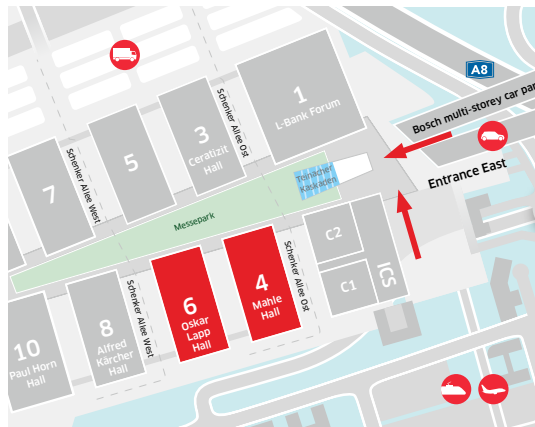 A8
Bosch multi-storey car par
1
L-Bank Forum
Schenker Allee Ost
3
Ceratizit
Hall
Schenker Allee West
5
7
Teinacher
Kaskaden
Entrance East
Messepark
C2
C1
ICS
Schenker Allee Ost
4
Mahle
Hall
6
Oskar
Lapp
Hall
Schenker Allee West
8
Alfred
Kärcher
Hall
10
Paul Horn
Hall